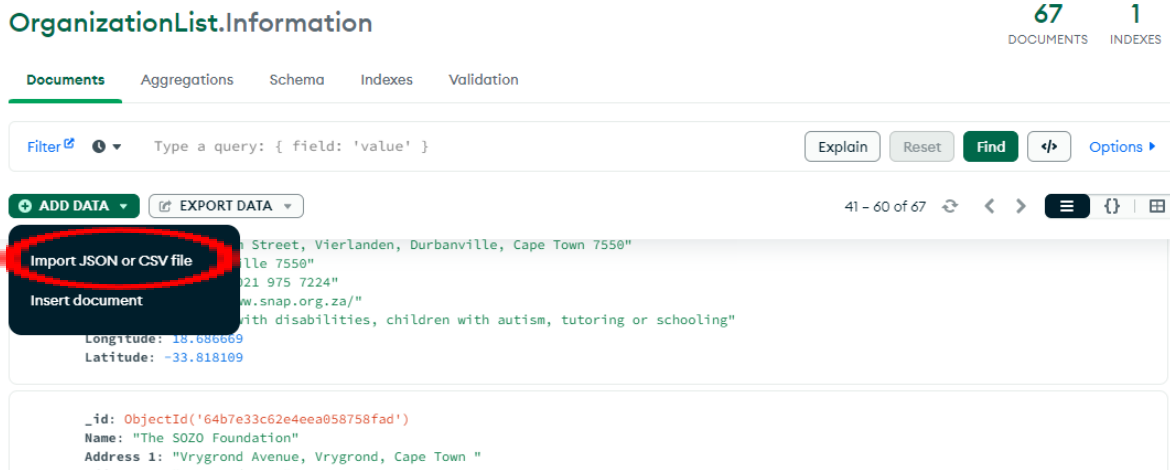 OrganizationList.Information
67
DOCUMENTS
1
INDEXES
Documents Aggregations Schema Indexes Validation
Filter Type a query: { field: 'value' } Explain Reset Find </> Options
ADD DATA EXPORT DATA 41 – 60 of 67 {}
Street, Vierlanden, Durbanville, Cape Town 7550"
Import JSON or CSV file
ille 7550"
021 975 7224"
Insert document
ww.snap.org.za/"
with disabilities, children with autism, tutoring or schooling"
Longitude: 18.686669
Latitude: -33.818109
_id: ObjectId('64b7e33c62e4eea058758fad')
Name: "The SOZO Foundation"
Address 1: "Vrygrond Avenue, Vrygrond, Cape Town "